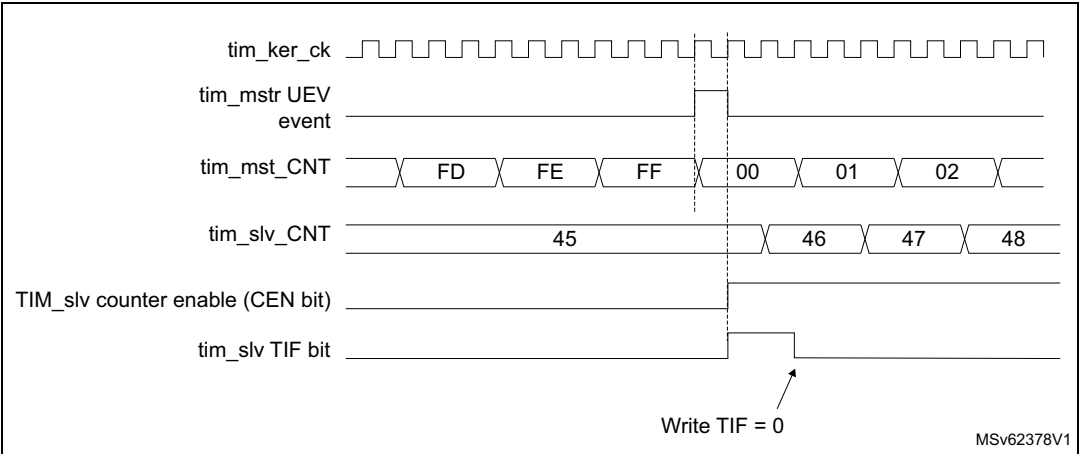 tim_ker_ck
tim_mstr UEV
event
tim_mst_CNT FD FE FF 00 01 02
tim_slv_CNT 45 46 47 48
TIM_slv counter enable (CEN bit)
tim_slv TIF bit
Write TIF = 0
MSv62378V1